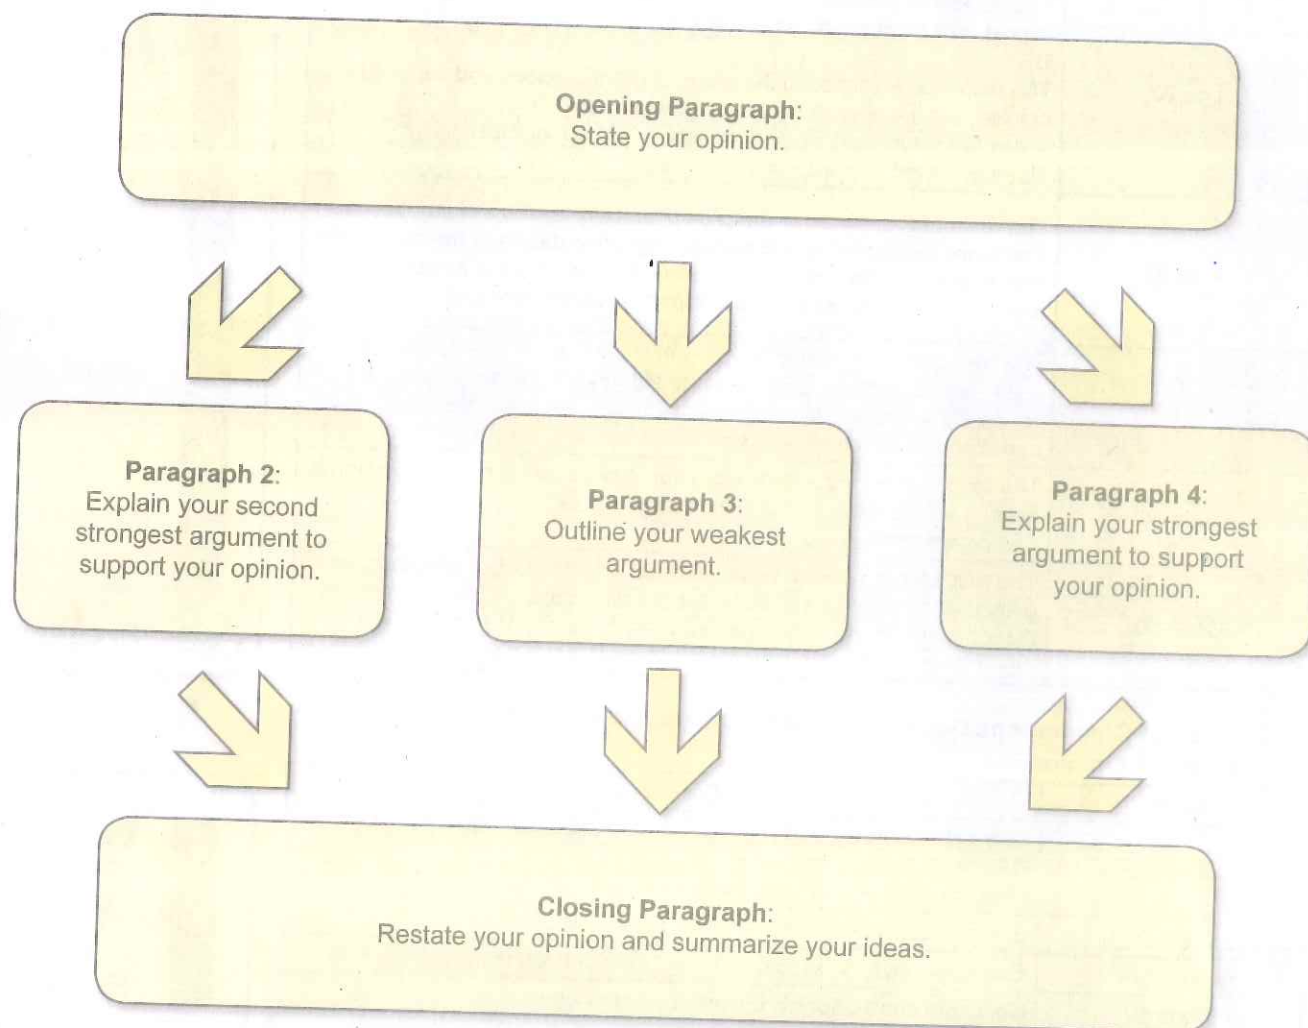 Opening Paragraph:
State your opinion.
Paragraph 2:
Explain your second
strongest argument to
support your opinion.
Paragraph 3:
Outline your weakest
argument.
Paragraph 4:
Explain your strongest
argument to support
your opinion.
Closing Paragraph:
Restate your opinion and summarize your ideas.